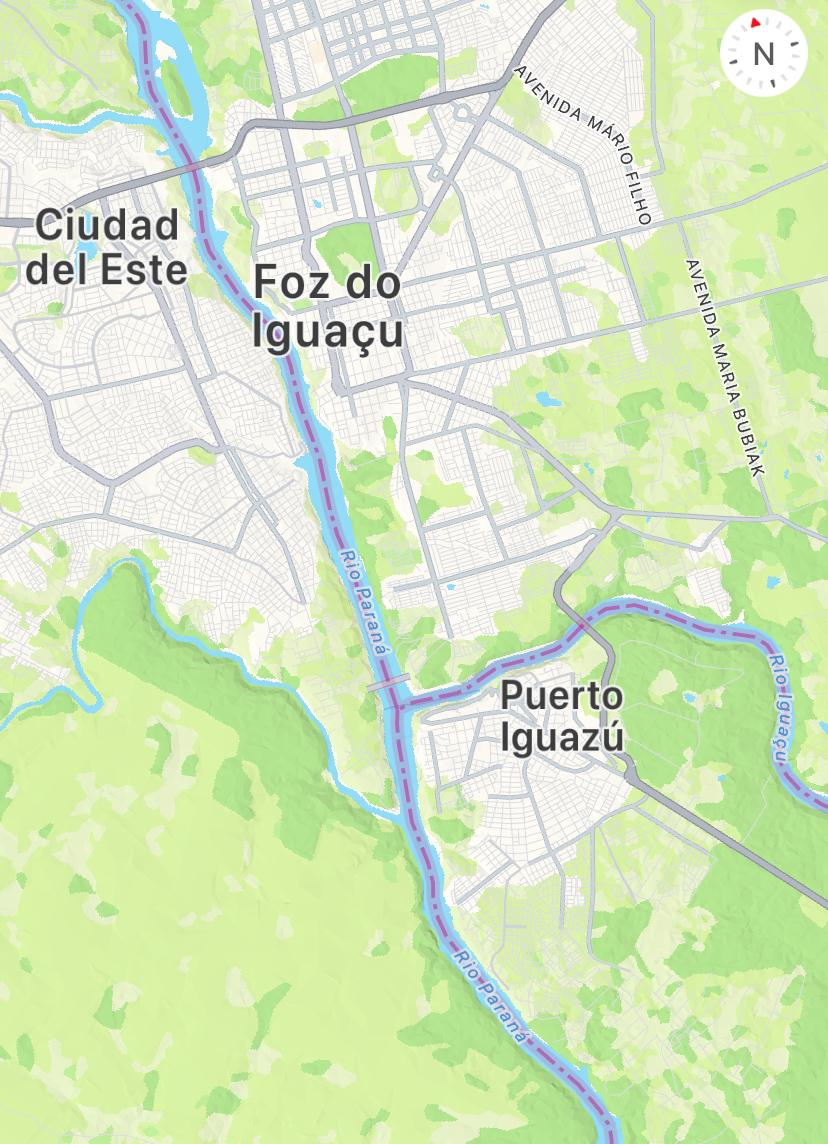 N
AVENIDA MÁRIO FILHO
Ciudad
del Este
Foz do
Iguaçu
AVENIDA MARIA BUBIAK
Rio Paraná
Rio Iguaçu
Puerto
Iguazú
Rio Paraná